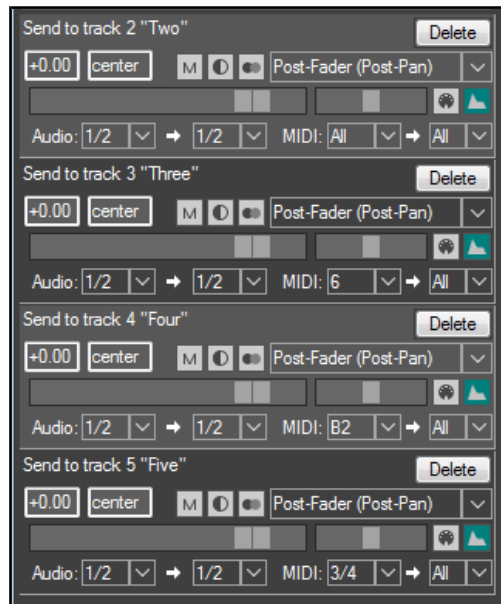 Send to track 2 "Two" Delete
+0.00 center M Post-Fader (Post-Pan)
Audio: 1/2 → 1/2 MIDI: All → All
Send to track 3 "Three" Delete
+0.00 center M Post-Fader (Post-Pan)
Audio: 1/2 → 1/2 MIDI: 6 → All
Send to track 4 "Four" Delete
+0.00 center M Post-Fader (Post-Pan)
Audio: 1/2 → 1/2 MIDI: B2 → All
Send to track 5 "Five" Delete
+0.00 center M Post-Fader (Post-Pan)
Audio: 1/2 → 1/2 MIDI: 3/4 → All